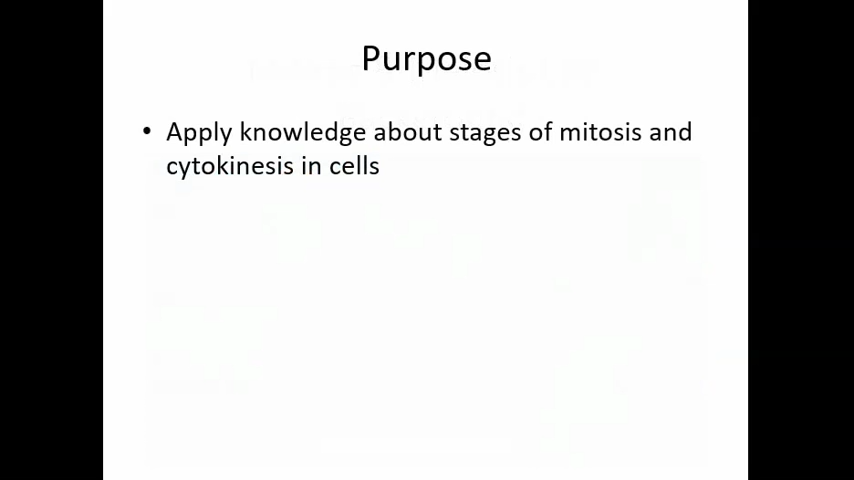 Purpose
• Apply knowledge about stages of mitosis and
cytokinesis in cells